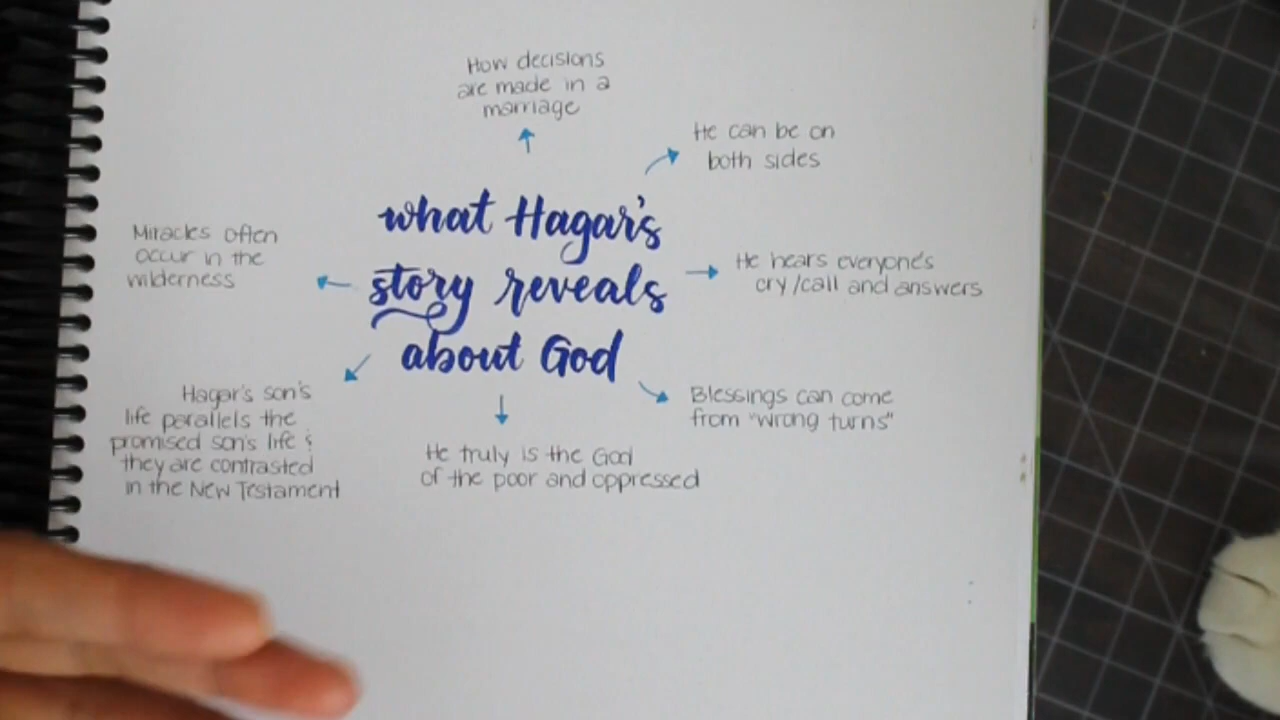 How decisions
are made in a
marriage
He can be on
both sides
what Hagar's
story reveals
about God
Miracles often
occur in the
wilderness
He hears everyone's
cry/call and answers
Hagar's son's
life parallels the
promised son's life &
they are contrasted
in the New Testament
Blessings can come
from "wrong turns"
He truly is the God
of the poor and oppressed